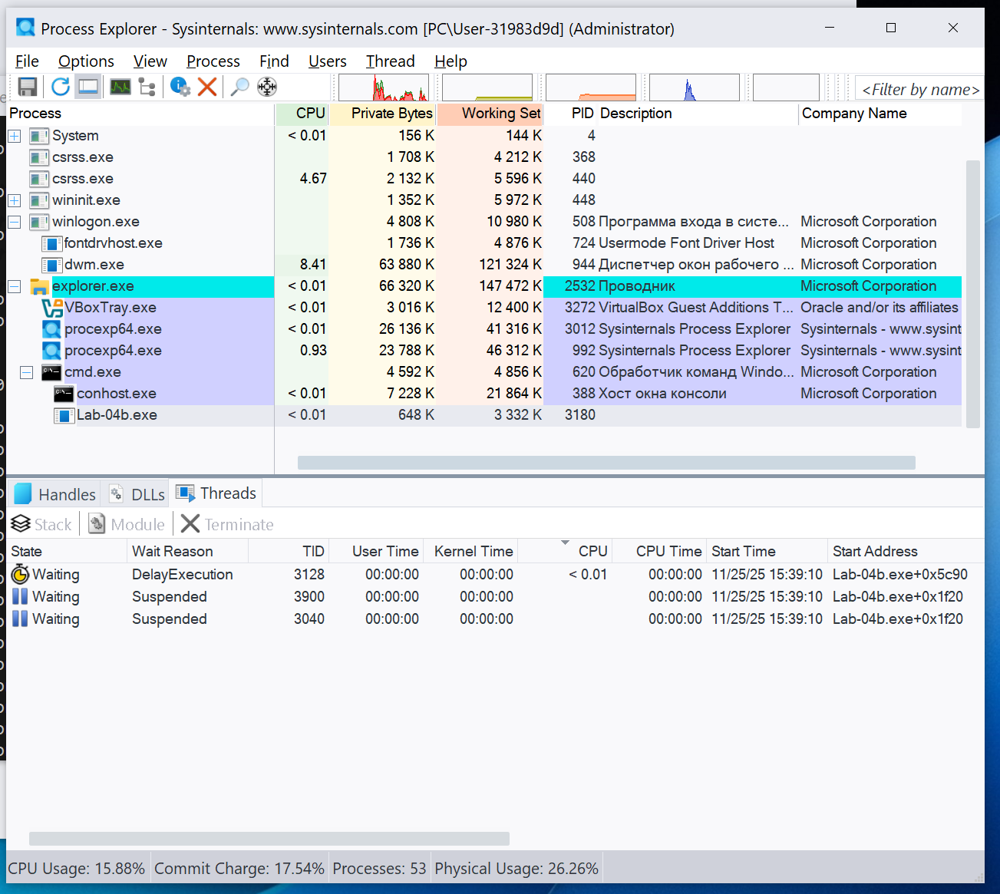 Process Explorer - Sysinternals: www.sysinternals.com [PC\User-31983d9d] (Administrator)
File Options View Process Find Users Thread Help
<Filter by name>
Process CPU Private Bytes Working Set PID Description Company Name
System < 0.01 156 K 144 K 4
csrss.exe 1 708 K 4 212 K 368
csrss.exe 4.67 2 132 K 5 596 K 440
wininit.exe 1 352 K 5 972 K 448
winlogon.exe 4 808 K 10 980 K 508 Программа входа в систе... Microsoft Corporation
fontdrvhost.exe 1 736 K 4 876 K 724 Usermode Font Driver Host Microsoft Corporation
dwm.exe 8.41 63 880 K 121 324 K 944 Диспетчер окон рабочего ... Microsoft Corporation
explorer.exe < 0.01 66 320 K 147 472 K 2532 Проводник Microsoft Corporation
VBoxTray.exe < 0.01 3 016 K 12 400 K 3272 VirtualBox Guest Additions T... Oracle and/or its affiliates
procexp64.exe < 0.01 26 136 K 41 316 K 3012 Sysinternals Process Explorer Sysinternals - www.sysint
procexp64.exe 0.93 23 788 K 46 312 K 992 Sysinternals Process Explorer Sysinternals - www.sysint
cmd.exe 4 592 K 4 856 K 620 Обработчик команд Windo... Microsoft Corporation
conhost.exe < 0.01 7 228 K 21 864 K 388 Хост окна консоли Microsoft Corporation
Lab-04b.exe < 0.01 648 K 3 332 K 3180
Handles DLLs Threads
Stack Module Terminate
State Wait Reason TID User Time Kernel Time CPU CPU Time Start Time Start Address
Waiting DelayExecution 3128 00:00:00 00:00:00 < 0.01 00:00:00 11/25/25 15:39:10 Lab-04b.exe+0x5c90
Waiting Suspended 3900 00:00:00 00:00:00 00:00:00 11/25/25 15:39:10 Lab-04b.exe+0x1f20
Waiting Suspended 3040 00:00:00 00:00:00 00:00:00 11/25/25 15:39:10 Lab-04b.exe+0x1f20
CPU Usage: 15.88% Commit Charge: 17.54% Processes: 53 Physical Usage: 26.26%